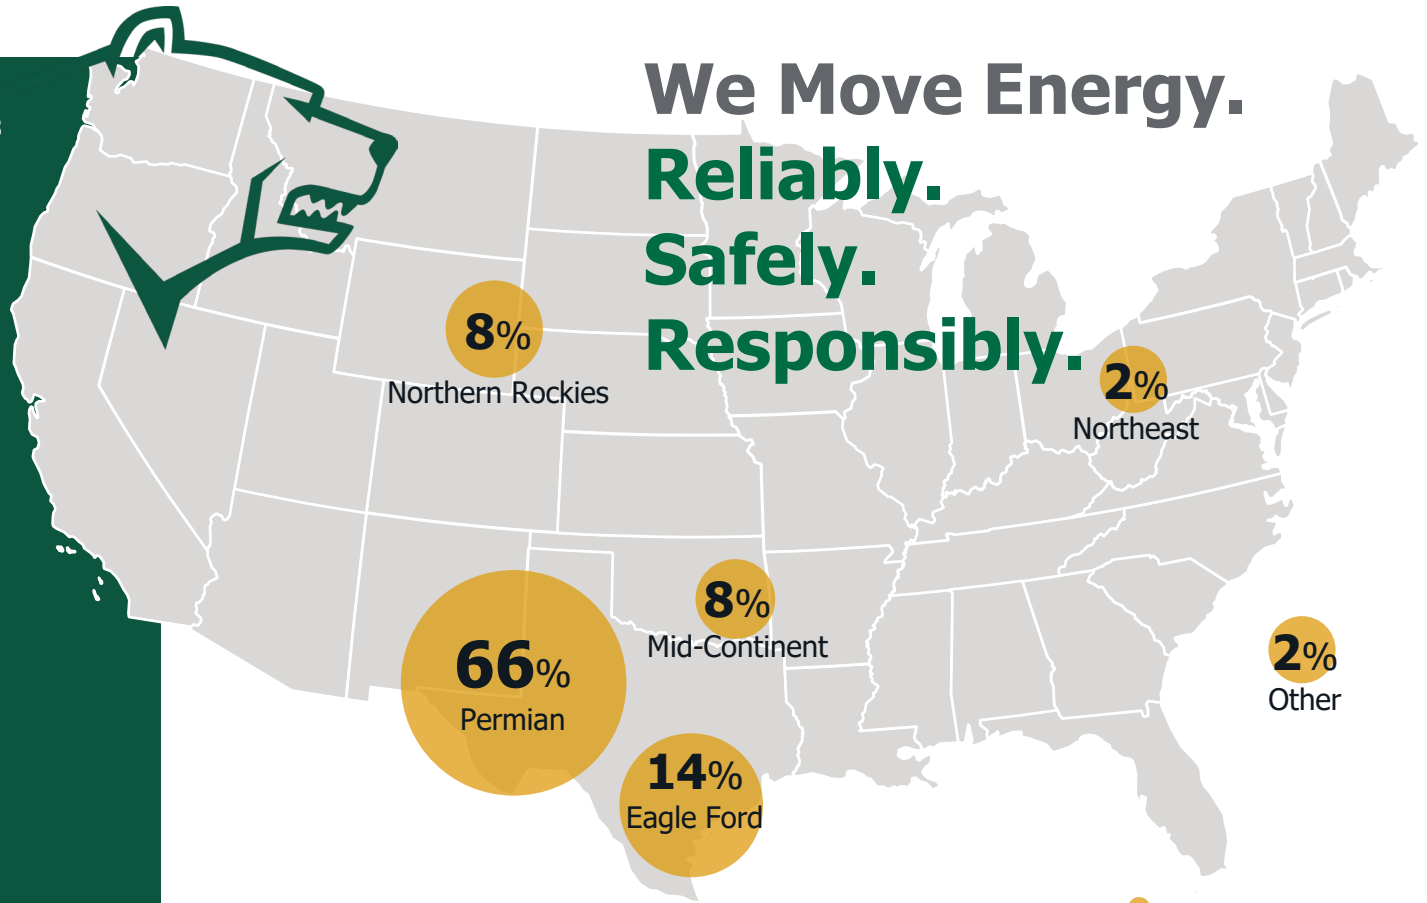 We Move Energy.
Reliably.
Safely.
Responsibly.
8%
Northern Rockies
2%
Northeast
8%
Mid-Continent
66%
Permian
2%
Other
14%
Eagle Ford